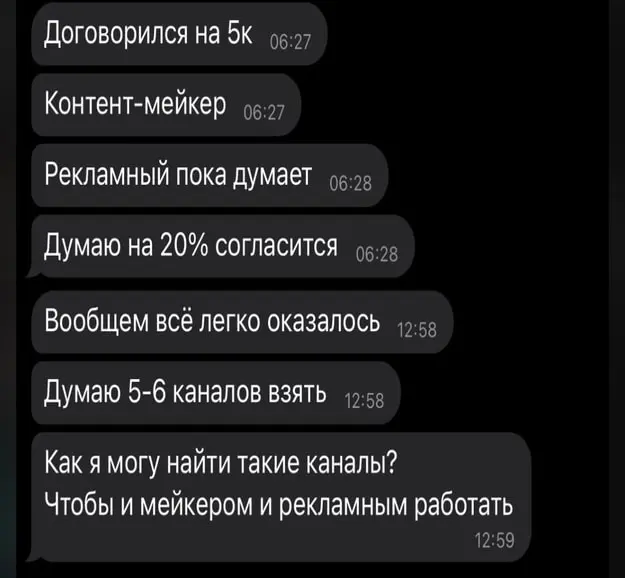 Договорился на 5к 06:27
Контент-мейкер 06:27
Рекламный пока думает 06:28
Думаю на 20% согласится 06:28
Вообщем всё легко оказалось 12:58
Думаю 5-6 каналов взять 12:58
Как я могу найти такие каналы?
Чтобы и мейкером и рекламным работать
12:59